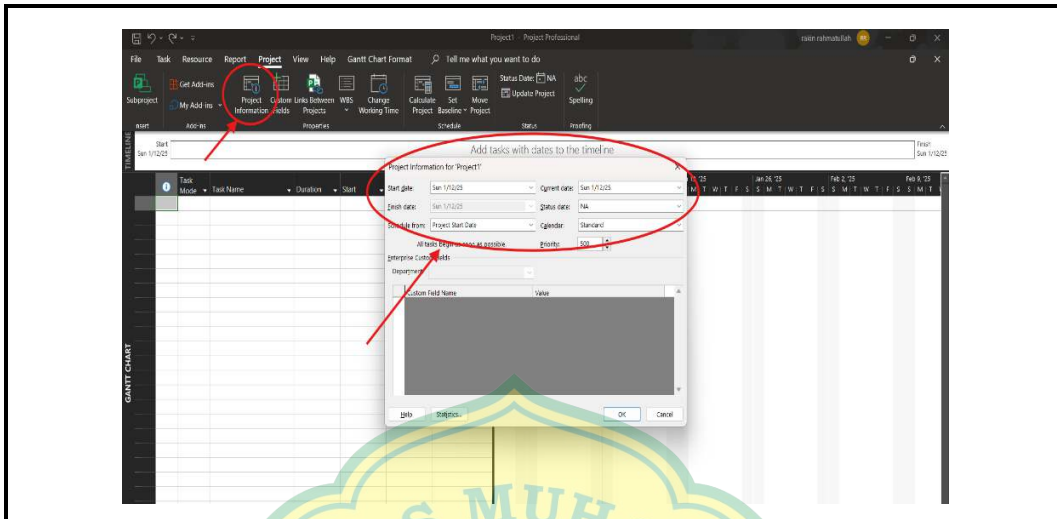 Project1 - Project Professional
raien rahmatullah
File Task Resource Report Project View Help Gantt Chart Format Tell me what you want to do
Subproject
Get Add-ins
My Add-ins
Project Information
Custom Fields
Links Between Projects
WBS
Change Working Time
Calculate Project
Set Baseline
Move Project
Status Date: NA
Update Project
abc
Spelling
Insert Add-ins Properties Schedule Status Proofing
TIMELINE
Start
Sun 1/12/25
Add tasks with dates to the timeline
Finish
Sun 1/12/25
Task Mode Task Name Duration Start
Jan 26, '25 Feb 2, '25 Feb 9, '25
M T W T F S S M T W T F S S M T W T F S S M T
Project Information for 'Project1' X
Start date: Sun 1/12/25 Current date: Sun 1/12/25
Finish date: Sun 1/12/25 Status date: NA
Schedule from: Project Start Date Calendar: Standard
All tasks begin as soon as possible. Priority: 500
Enterprise Custom Fields
Department:
Custom Field Name Value
Help Statistics... OK Cancel
GANTT CHART
S MUH